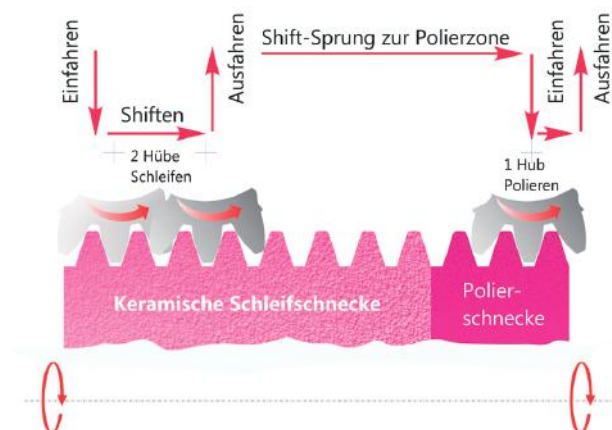 Einfahren
Shiften
Ausfahren
Shift-Sprung zur Polierzone
Einfahren
Ausfahren
2 Hübe
Schleifen
1 Hub
Polieren
Keramische Schleifschnecke
Polier-
schnecke